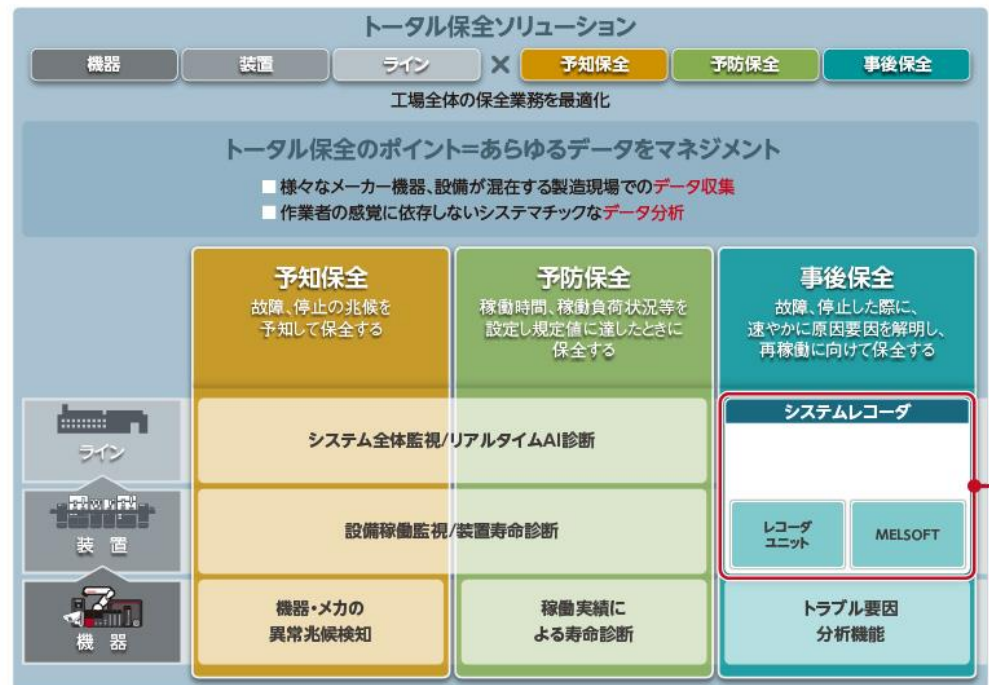 トータル保全ソリューション
機器 装置 ライン × 予知保全 予防保全 事後保全
工場全体の保全業務を最適化
トータル保全のポイント=あらゆるデータをマネジメント
様々なメーカー機器、設備が混在する製造現場でのデータ収集
作業者の感覚に依存しないシステマチックなデータ分析
予知保全
故障、停止の兆候を
予知して保全する
予防保全
稼働時間、稼働負荷状況等を
設定し規定値に達したときに
保全する
事後保全
故障、停止した際に、
速やかに原因要因を解明し、
再稼働に向けて保全する
ライン
システム全体監視/リアルタイムAI診断
システムレコーダ
装置
設備稼働監視/装置寿命診断
レコーダ
ユニット
MELSOFT
機器
機器・メカの
異常兆候検知
稼働実績に
よる寿命診断
トラブル要因
分析機能